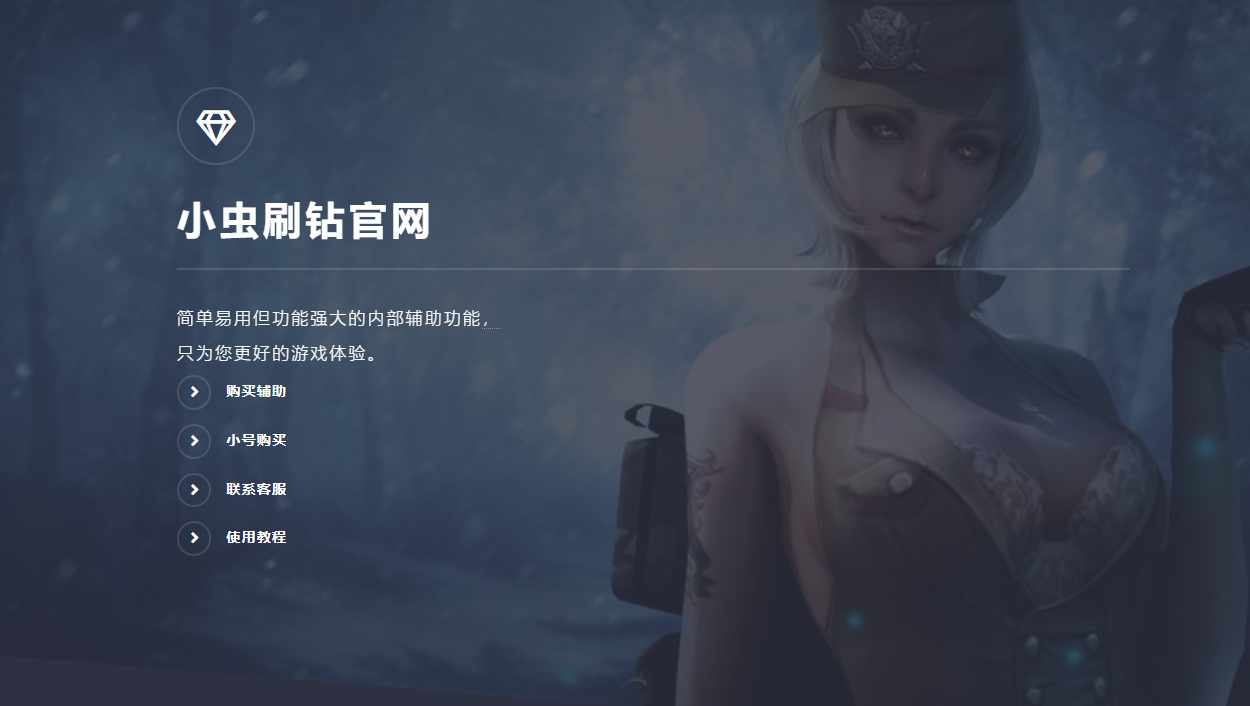 小虫刷钻官网
简单易用但功能强大的内部辅助功能，
只为您更好的游戏体验。
购买辅助
小号购买
联系客服
使用教程